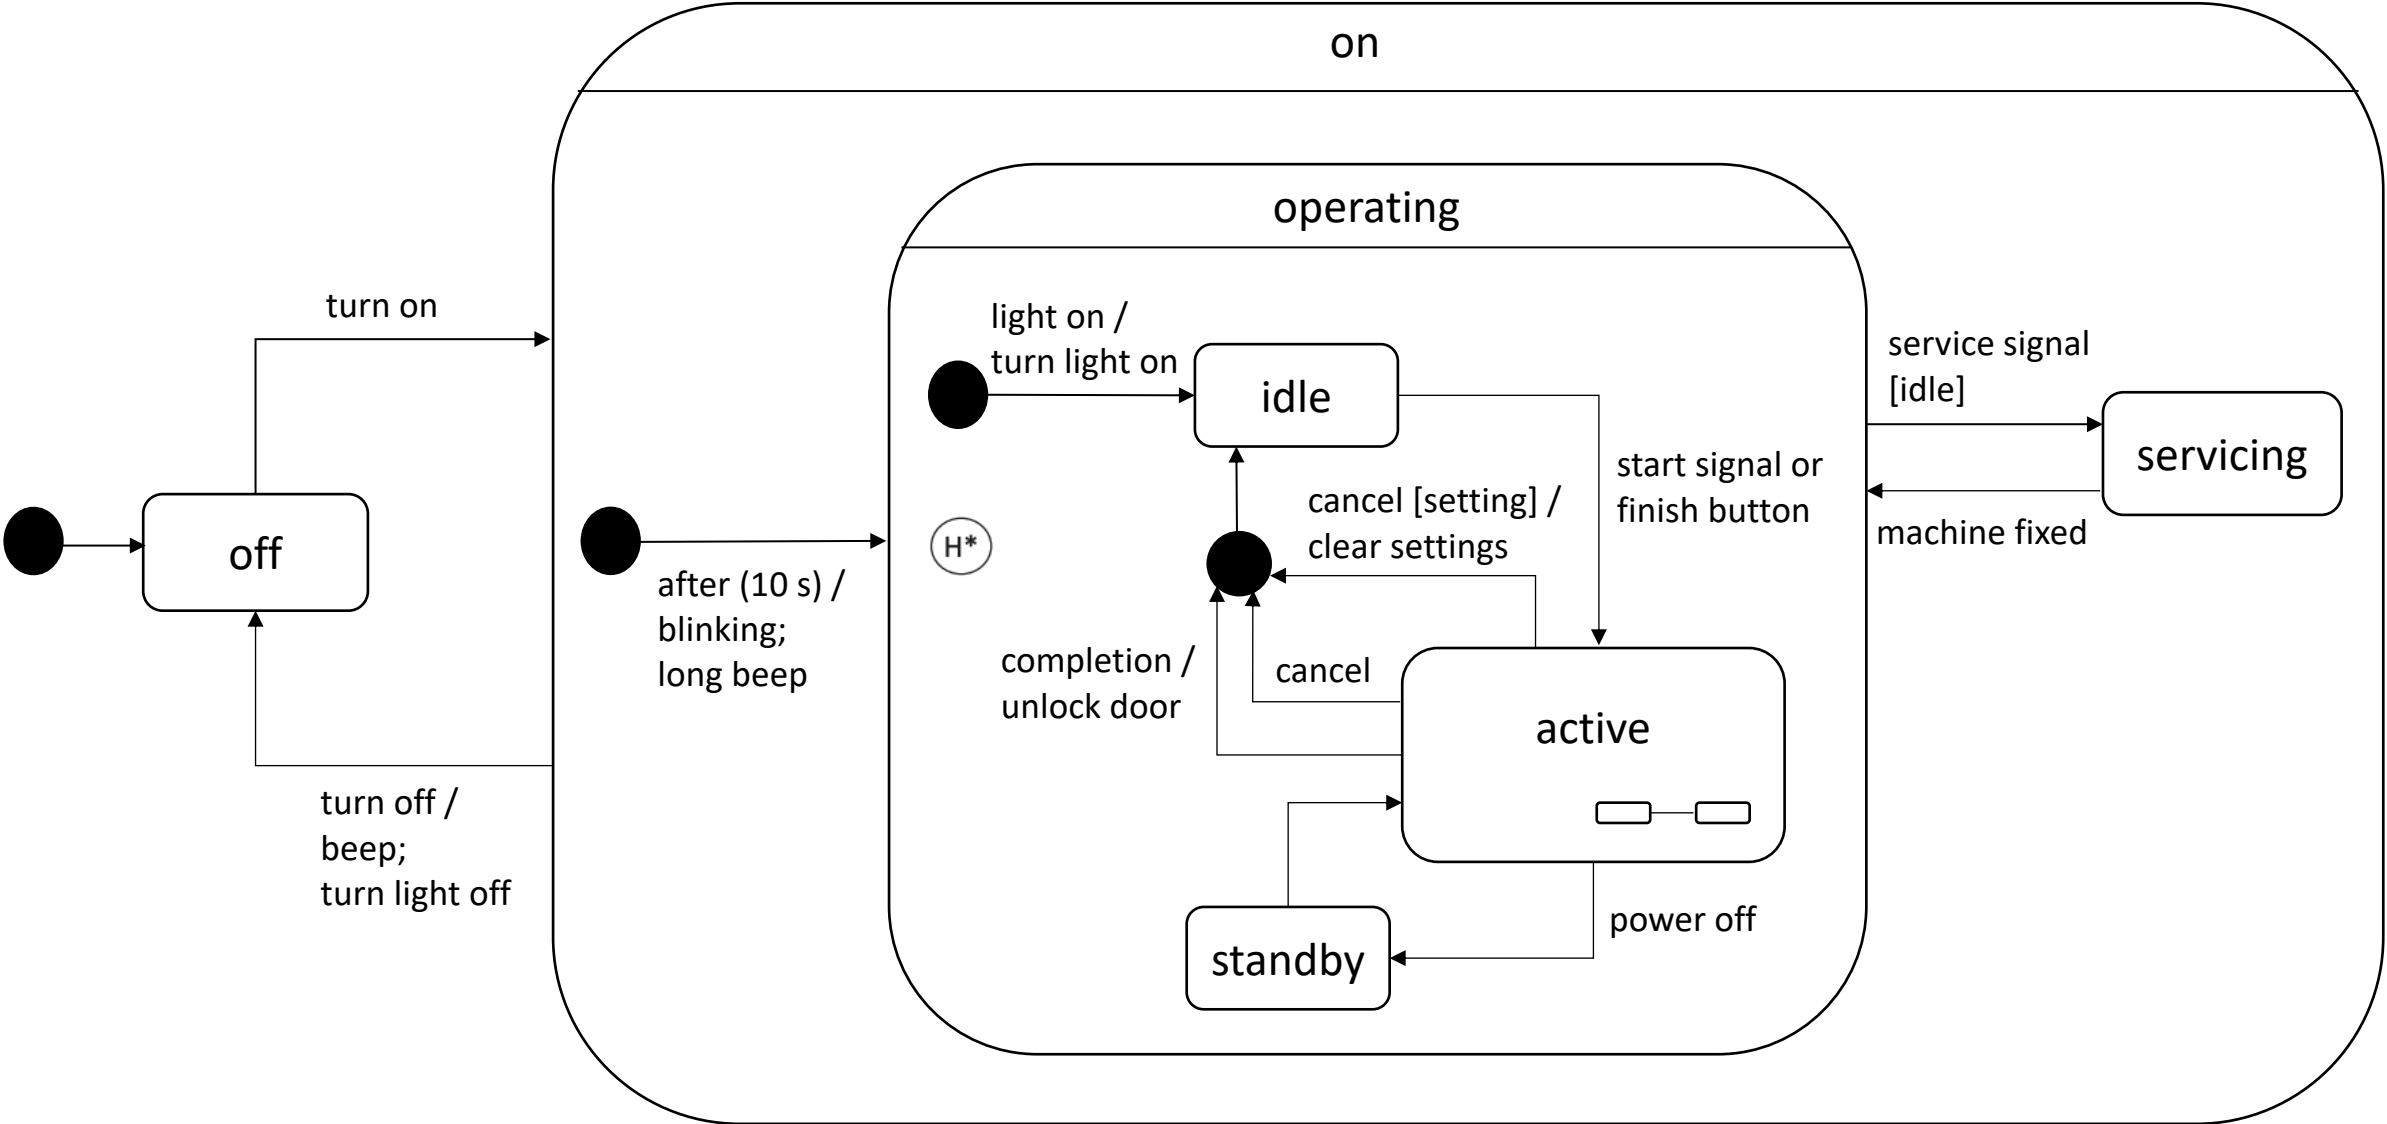 on
operating
turn on
light on /
turn light on
idle
service signal
[idle]
servicing
machine fixed
start signal or
finish button
cancel [setting] /
clear settings
off
H*
after (10 s) /
blinking;
long beep
completion /
unlock door
cancel
active
turn off /
beep;
turn light off
standby
power off